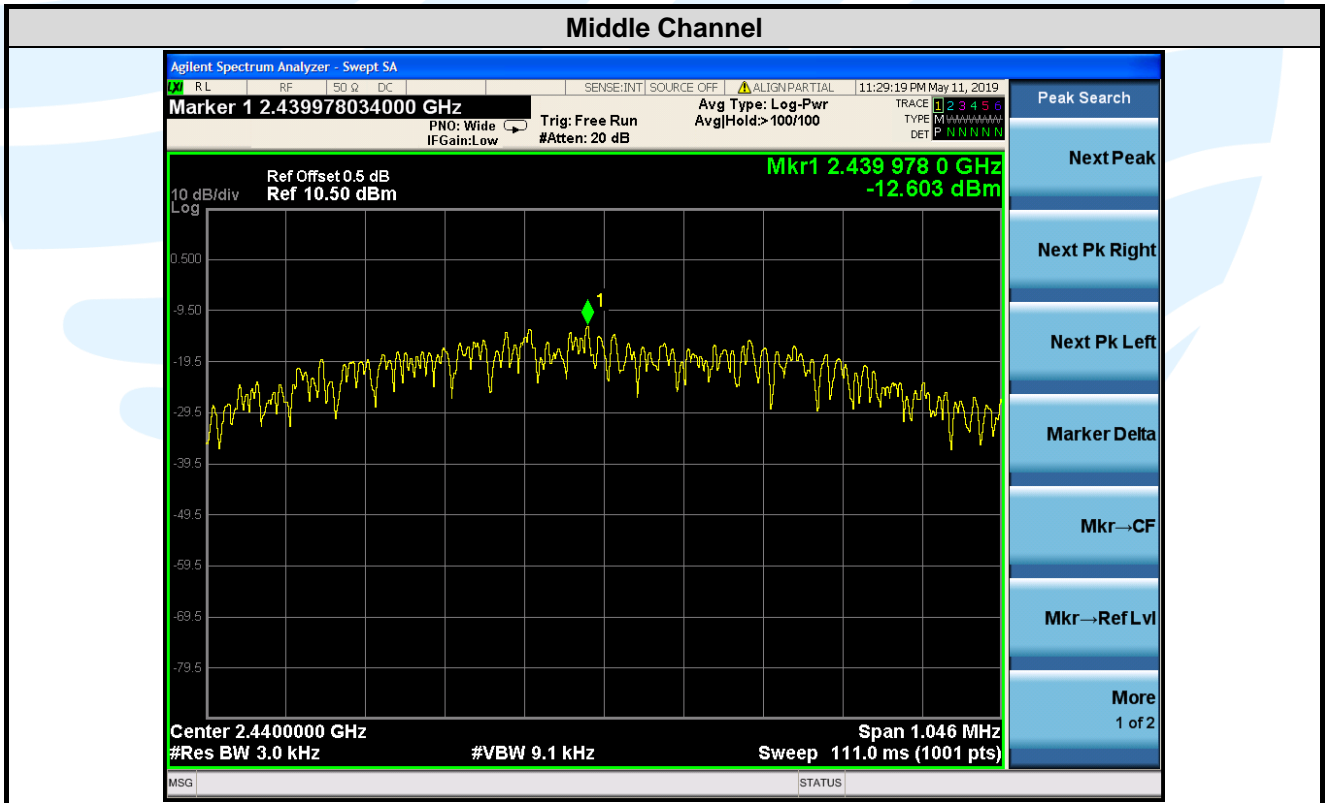 Middle Channel
Agilent Spectrum Analyzer - Swept SA
LXI RL RF 50 Ω DC SENSE:INT SOURCE OFF ALIGN PARTIAL 11:29:19 PM May 11, 2019
Marker 1 2.439978034000 GHz
PNO: Wide
IFGain:Low
Trig: Free Run
#Atten: 20 dB
Avg Type: Log-Pwr
Avg|Hold:>100/100
TRACE 1 2 3 4 5 6
TYPE M WWWWW
DET P N N N N N
Mkr1 2.439 978 0 GHz
-12.603 dBm
Ref Offset 0.5 dB
10 dB/div Ref 10.50 dBm
Log
0.500
-9.50
-19.5
-29.5
-39.5
-49.5
-59.5
-69.5
-79.5
1
Center 2.4400000 GHz Span 1.046 MHz
#Res BW 3.0 kHz #VBW 9.1 kHz Sweep 111.0 ms (1001 pts)
MSG STATUS
Peak Search
Next Peak
Next Pk Right
Next Pk Left
Marker Delta
Mkr→CF
Mkr→Ref Lvl
More
1 of 2